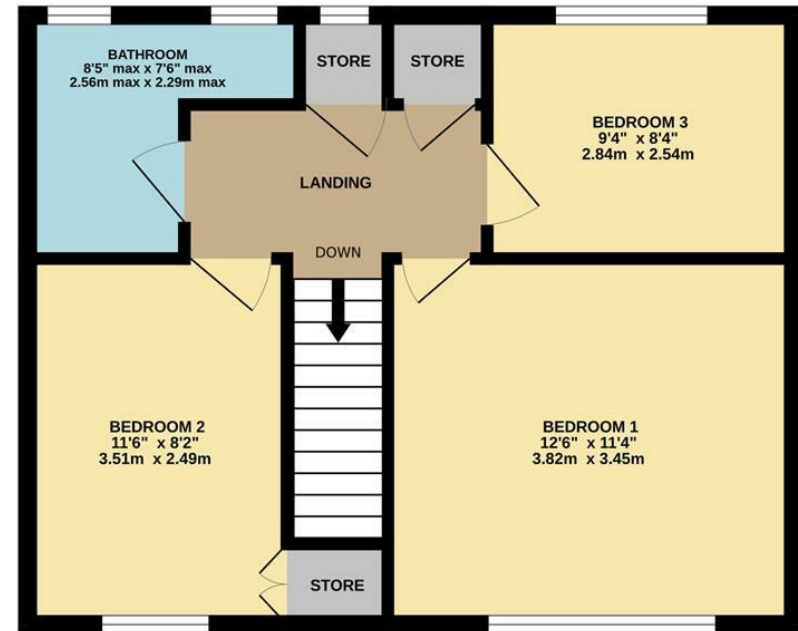 BATHROOM
8'5" max x 7'6" max
2.56m max x 2.29m max
STORE
STORE
BEDROOM 3
9'4" x 8'4"
2.84m x 2.54m
LANDING
DOWN
BEDROOM 2
11'6" x 8'2"
3.51m x 2.49m
BEDROOM 1
12'6" x 11'4"
3.82m x 3.45m
STORE